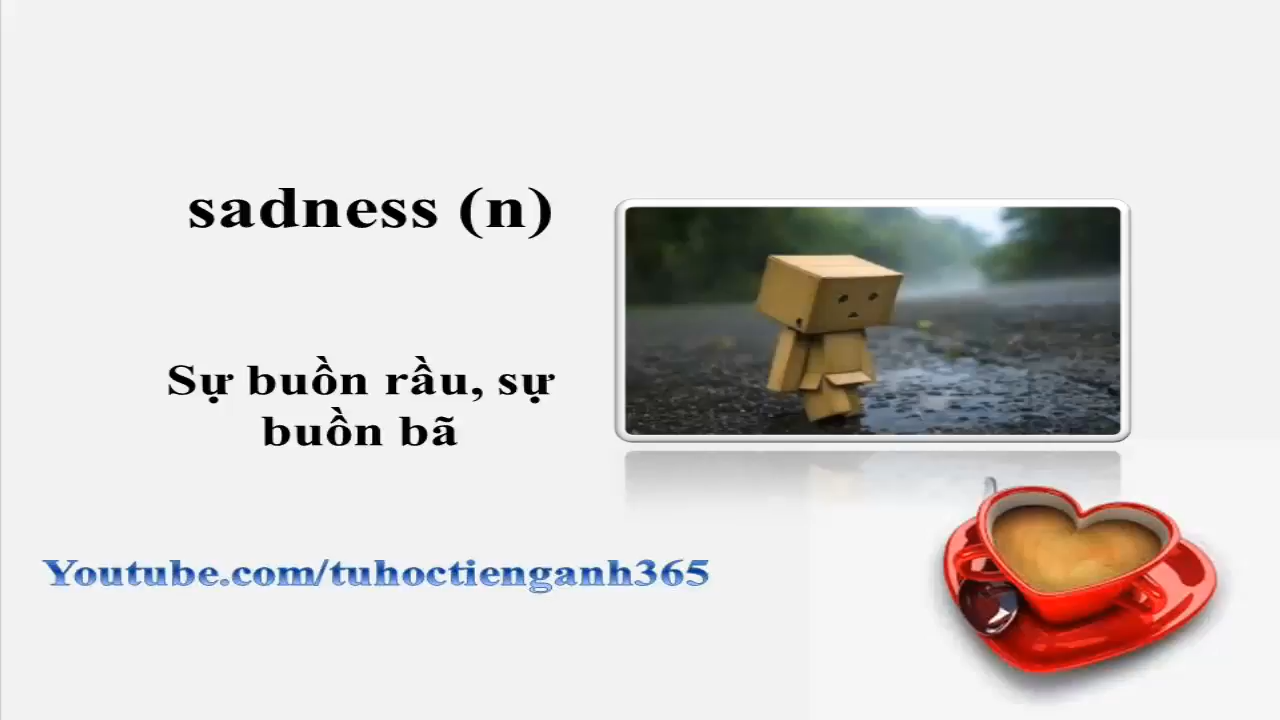 sadness (n)
Sự buồn rầu, sự
buồn bã
Youtube.com/tuhoctienganh365